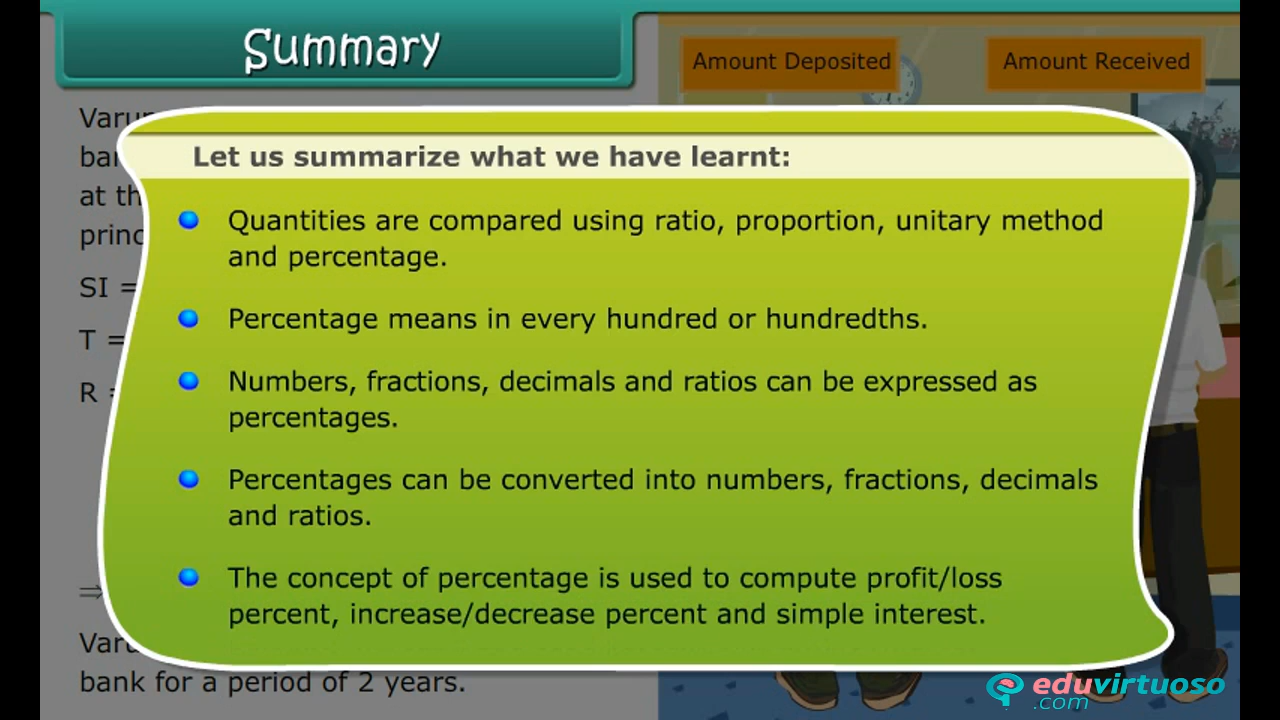 Summary
Amount Deposited
Amount Received
Let us summarize what we have learnt:
Quantities are compared using ratio, proportion, unitary method
and percentage.
Percentage means in every hundred or hundredths.
Numbers, fractions, decimals and ratios can be expressed as
percentages.
Percentages can be converted into numbers, fractions, decimals
and ratios.
The concept of percentage is used to compute profit/loss
percent, increase/decrease percent and simple interest.
SI =
T =
R =
⇒
bank for a period of 2 years.
eduvirtuoso
.com